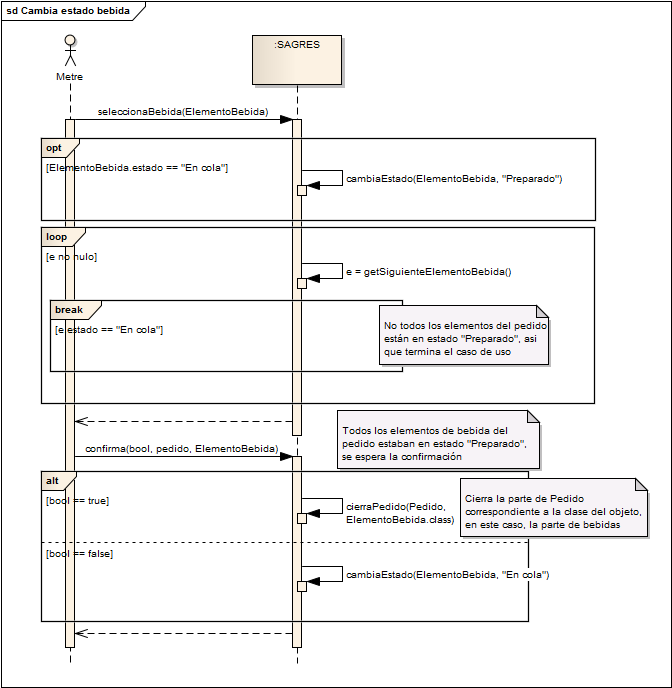 sd Cambia estado bebida
:SAGRES
Metre
seleccionaBebida(ElementoBebida)
opt
[ElementoBebida.estado == "En cola"]
cambiaEstado(ElementoBebida, "Preparado")
loop
[e no nulo]
e = getSiguienteElementoBebida()
break
[e.estado == "En cola"]
No todos los elementos del pedido
están en estado "Preparado", asi
que termina el caso de uso
Todos los elementos de bebida del
pedido estaban en estado "Preparado",
se espera la confirmación
confirma(bool, pedido, ElementoBebida)
alt
[bool == true]
cierraPedido(Pedido,
ElementoBebida.class)
Cierra la parte de Pedido
correspondiente a la clase del objeto,
en este caso, la parte de bebidas
[bool == false]
cambiaEstado(ElementoBebida, "En cola")